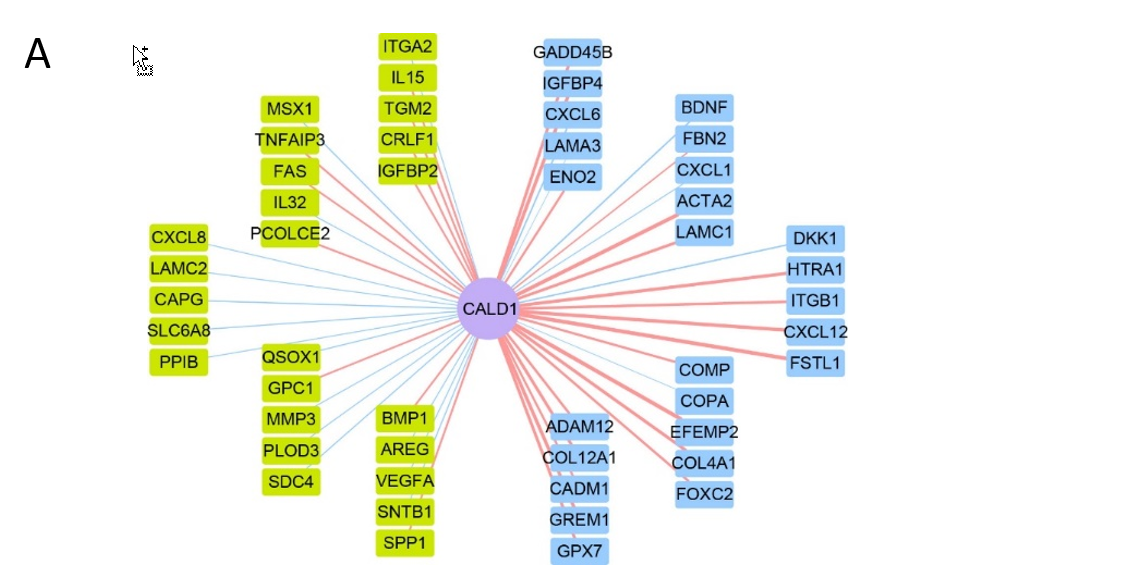 A
ITGA2
IL15
TGM2
CRLF1
IGFBP2
GADD45B
IGFBP4
CXCL6
LAMA3
ENO2
MSX1
TNFAIP3
FAS
IL32
PCOLCE2
BDNF
FBN2
CXCL1
ACTA2
LAMC1
CXCL8
LAMC2
CAPG
SLC6A8
PPIB
DKK1
HTRA1
ITGB1
CXCL12
FSTL1
CALD1
QSOX1
GPC1
MMP3
PLOD3
SDC4
COMP
COPA
EFEMP2
COL4A1
FOXC2
BMP1
AREG
VEGFA
SNTB1
SPP1
ADAM12
COL12A1
CADM1
GREM1
GPX7